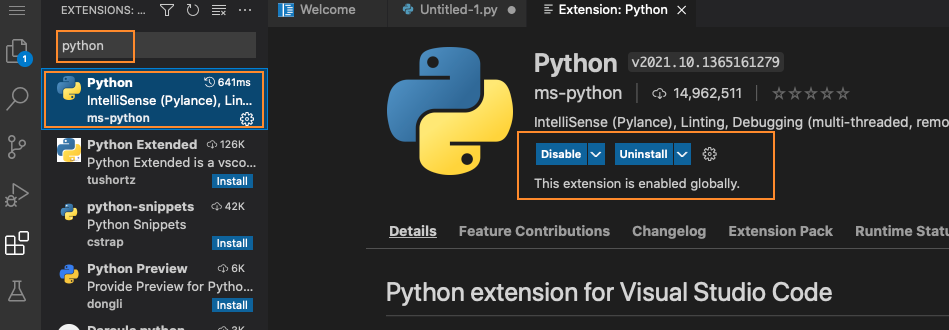 EXTENSIONS: ...
Welcome
Untitled-1.py
Extension: Python
python
1
Python
641ms
IntelliSense (Pylance), Lin...
ms-python
Python Extended
126K
Python Extended is a vsco...
tushortz
Install
python-snippets
42K
Python Snippets
cstrap
Install
Python Preview
6K
Provide Preview for Pytho...
dongli
Install
3K
Python
v2021.10.1365161279
ms-python
14,962,511
IntelliSense (Pylance), Linting, Debugging (multi-threaded, remo
Disable
Uninstall
This extension is enabled globally.
Details
Feature Contributions
Changelog
Extension Pack
Runtime Statu
Python extension for Visual Studio Code